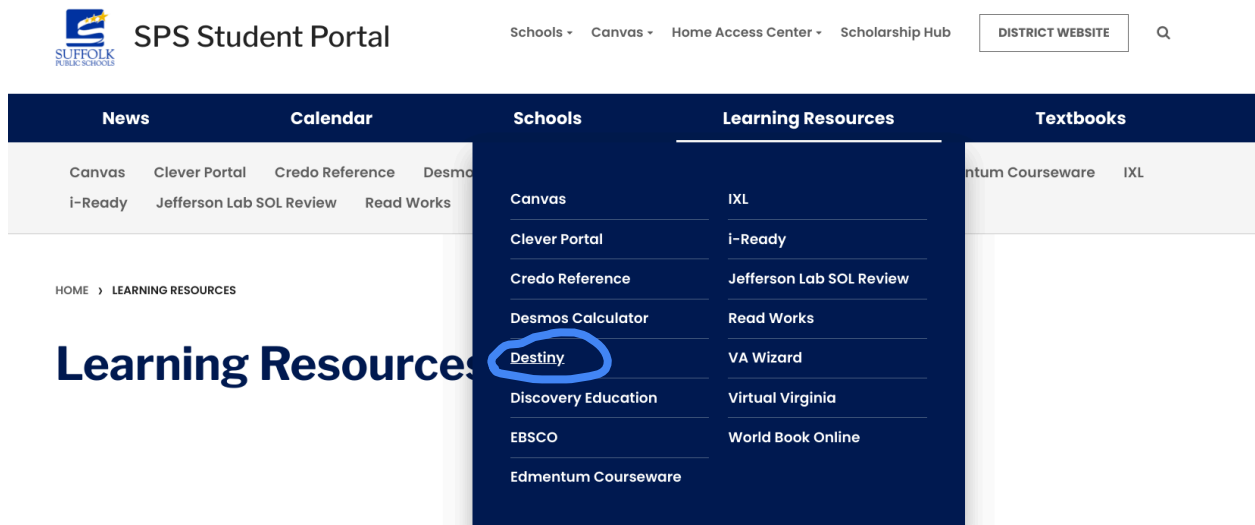 SUFFOLK
PUBLIC SCHOOLS
SPS Student Portal
Schools Canvas Home Access Center Scholarship Hub DISTRICT WEBSITE
News Calendar Schools Learning Resources Textbooks
Canvas Clever Portal Credo Reference Desmo ntum Courseware IXL
i-Ready Jefferson Lab SOL Review Read Works
Canvas IXL
Clever Portal i-Ready
Credo Reference Jefferson Lab SOL Review
Desmos Calculator Read Works
Destiny VA Wizard
Discovery Education Virtual Virginia
EBSCO World Book Online
Edmentum Courseware
HOME › LEARNING RESOURCES
Learning Resources